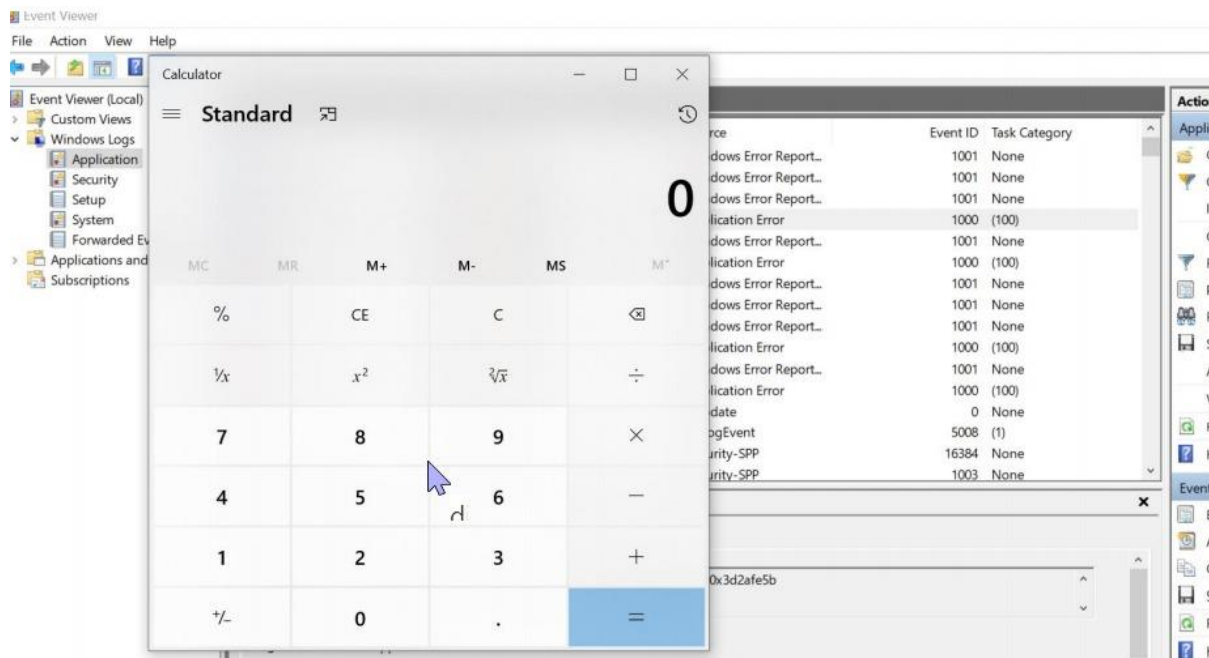 Event Viewer
File Action View Help
Calculator
Event Viewer (Local)
Custom Views
Windows Logs
Application
Security
Setup
System
Forwarded Ev
Applications and
Subscriptions
Standard
0
MC MR M+ M- MS M˅
% CE C
⅟x x² ²√x ÷
7 8 9 ×
4 5 6 −
d
1 2 3 +
+/− 0 . =
rce Event ID Task Category
dows Error Report... 1001 None
dows Error Report... 1001 None
dows Error Report... 1001 None
lication Error 1000 (100)
dows Error Report... 1001 None
lication Error 1000 (100)
dows Error Report... 1001 None
dows Error Report... 1001 None
dows Error Report... 1001 None
lication Error 1000 (100)
dows Error Report... 1001 None
lication Error 1000 (100)
date 0 None
ogEvent 5008 (1)
urity-SPP 16384 None
urity-SPP 1003 None
0x3d2afe5b
Actio
Appli
Event